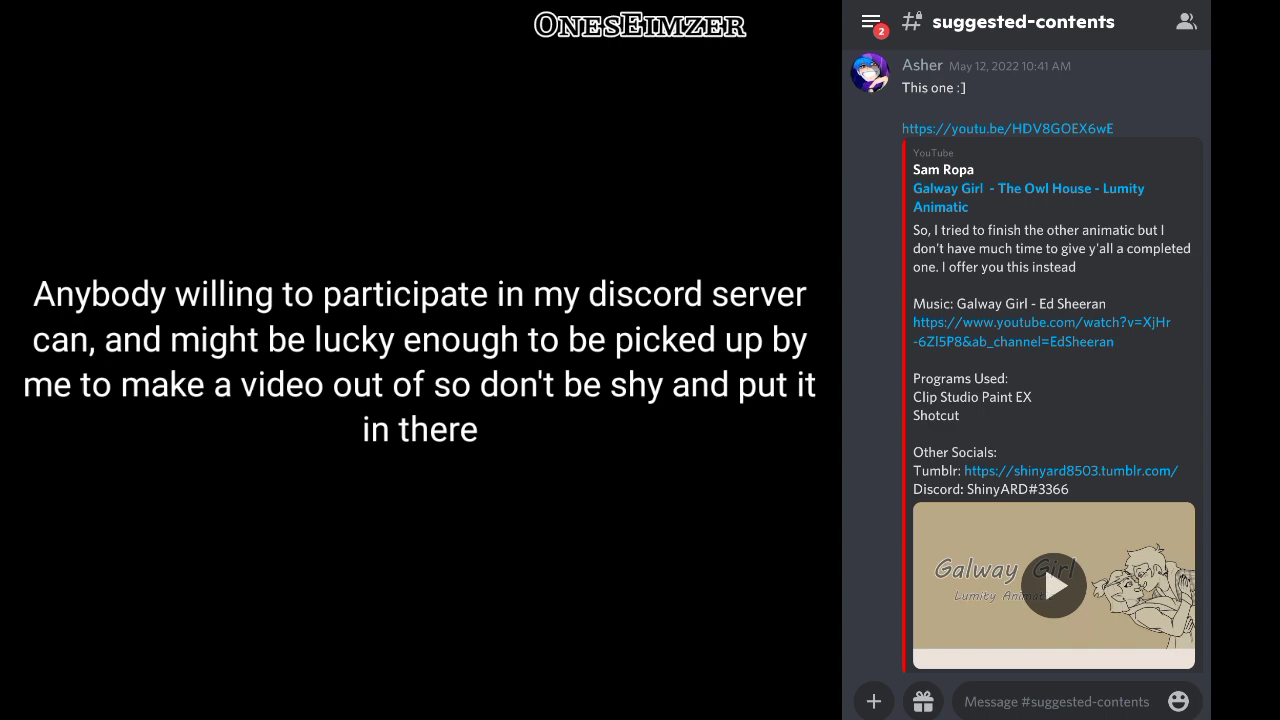 OnesEimzer
Anybody willing to participate in my discord server
can, and might be lucky enough to be picked up by
me to make a video out of so don't be shy and put it
in there
2
# suggested-contents
Asher May 12, 2022 10:41 AM
This one :]
https://youtu.be/HDV8GOEX6wE
YouTube
Sam Ropa
Galway Girl - The Owl House - Lumity
Animatic
So, I tried to finish the other animatic but I
don't have much time to give y'all a completed
one. I offer you this instead
Music: Galway Girl - Ed Sheeran
https://www.youtube.com/watch?v=XjHr
-6Zl5P8&ab_channel=EdSheeran
Programs Used:
Clip Studio Paint EX
Shotcut
Other Socials:
Tumblr: https://shinyard8503.tumblr.com/
Discord: ShinyARD#3366
Galway Girl
Lumity
Message #suggested-contents